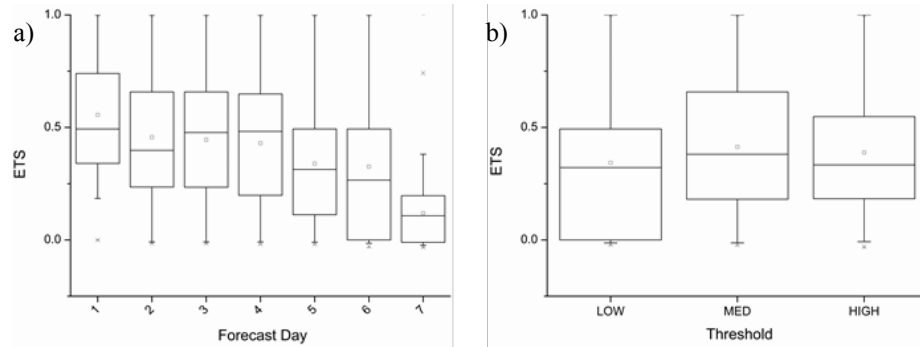 a)
ETS
1.0
0.5
0.0
1 2 3 4 5 6 7
Forecast Day
b)
ETS
1.0
0.5
0.0
LOW MED HIGH
Threshold